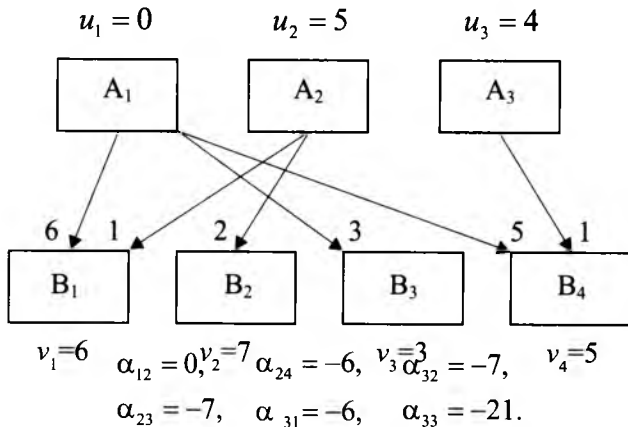 u₁ = 0 u₂ = 5 u₃ = 4
A₁ A₂ A₃
6 1 2 3 5 1
B₁ B₂ B₃ B₄
v₁=6 v₂=7 v₃=3 v₄=5
α₁₂ = 0, α₂₄ = −6, α₃₂ = −7,
α₂₃ = −7, α₃₁ = −6, α₃₃ = −21.